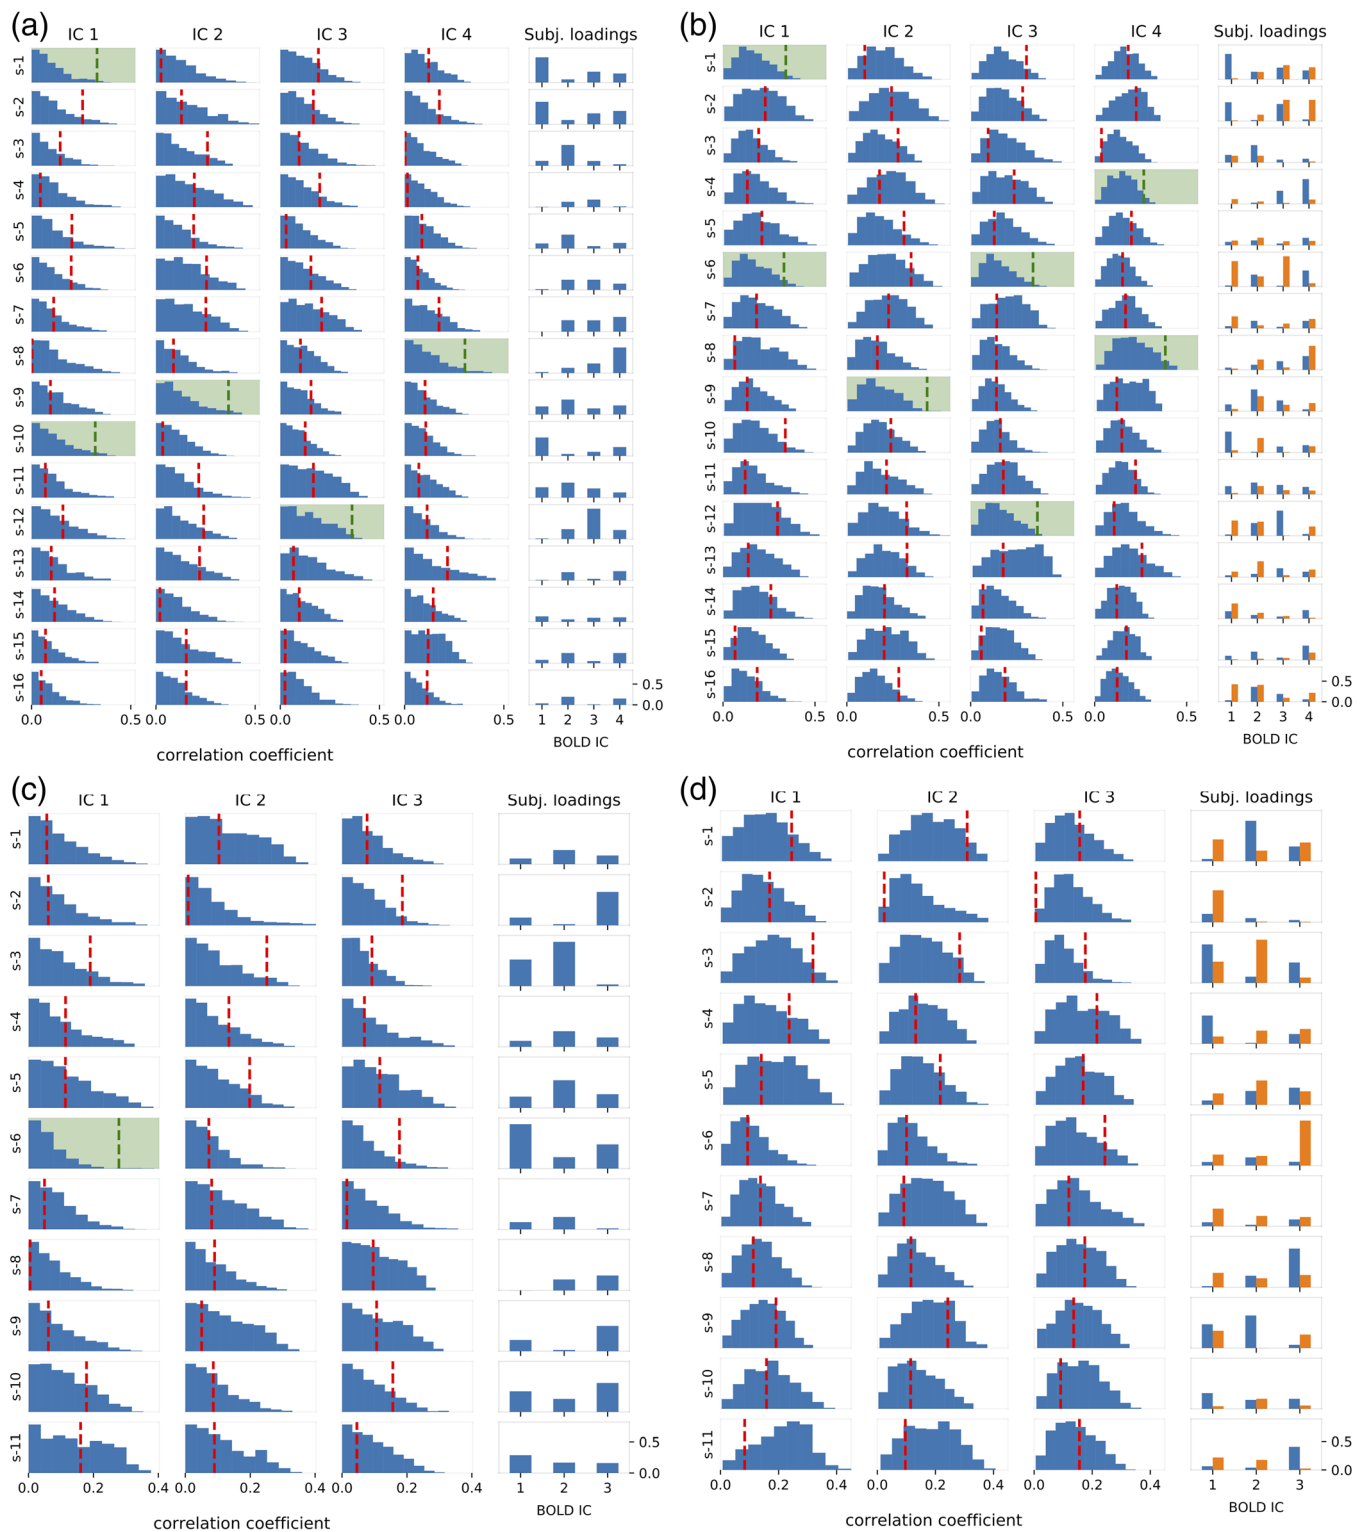 (a)
IC 1 IC 2 IC 3 IC 4 Subj. loadings
s-1
s-2
s-3
s-4
s-5
s-6
s-7
s-8
s-9
s-10
s-11
s-12
s-13
s-14
s-15
s-16
0.5
0.0
0.0 0.5 0.0 0.5 0.0 0.5 0.0 0.5 1 2 3 4
BOLD IC
correlation coefficient
(b)
IC 1 IC 2 IC 3 IC 4 Subj. loadings
s-1
s-2
s-3
s-4
s-5
s-6
s-7
s-8
s-9
s-10
s-11
s-12
s-13
s-14
s-15
s-16
0.5
0.0
0.0 0.5 0.0 0.5 0.0 0.5 0.0 0.5 1 2 3 4
BOLD IC
correlation coefficient
(c)
IC 1 IC 2 IC 3 Subj. loadings
s-1
s-2
s-3
s-4
s-5
s-6
s-7
s-8
s-9
s-10
s-11
0.5
0.0
0.0 0.2 0.4 0.0 0.2 0.4 0.0 0.2 0.4 1 2 3
BOLD IC
correlation coefficient
(d)
IC 1 IC 2 IC 3 Subj. loadings
s-1
s-2
s-3
s-4
s-5
s-6
s-7
s-8
s-9
s-10
s-11
0.5
0.0
0.0 0.2 0.4 0.0 0.2 0.4 0.0 0.2 0.4 1 2 3
BOLD IC
correlation coefficient